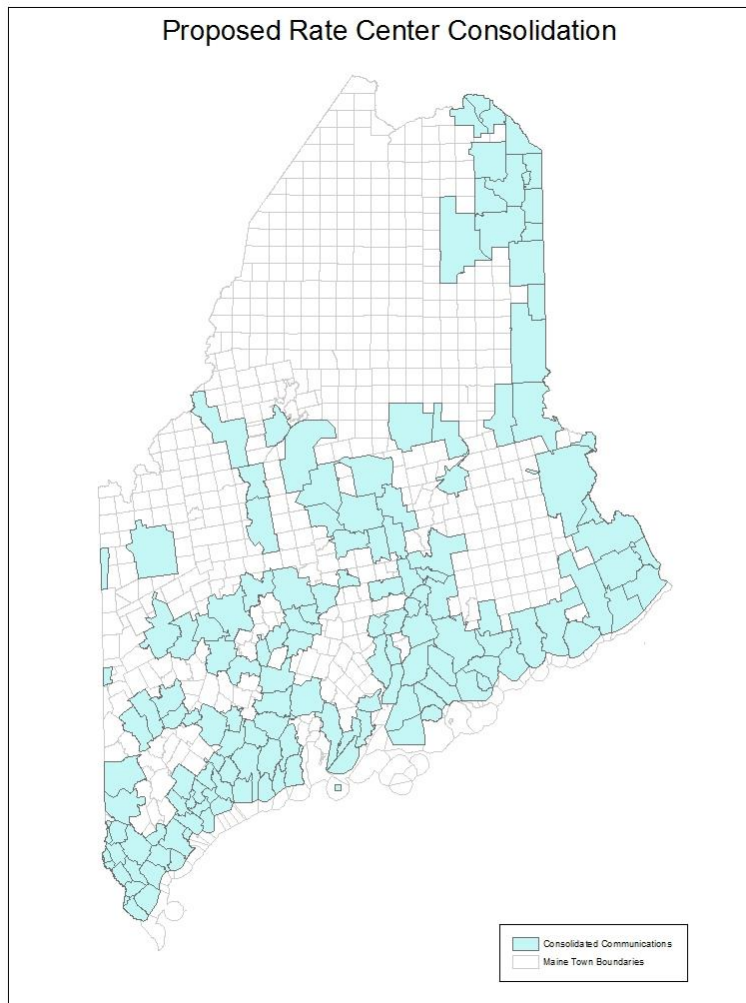 Proposed Rate Center Consolidation
Consolidated Communications
Maine Town Boundaries